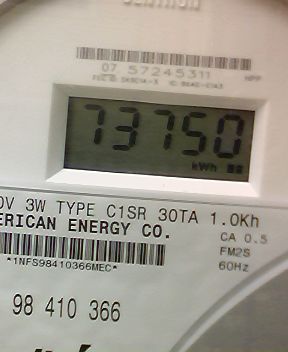 07 57245311
73750
kWh
0V 3W TYPE C1SR 30TA 1.0Kh
ERICAN ENERGY CO.
CA 0.5
FM2S
60Hz
*1NFS98410366MEC*
98 410 366